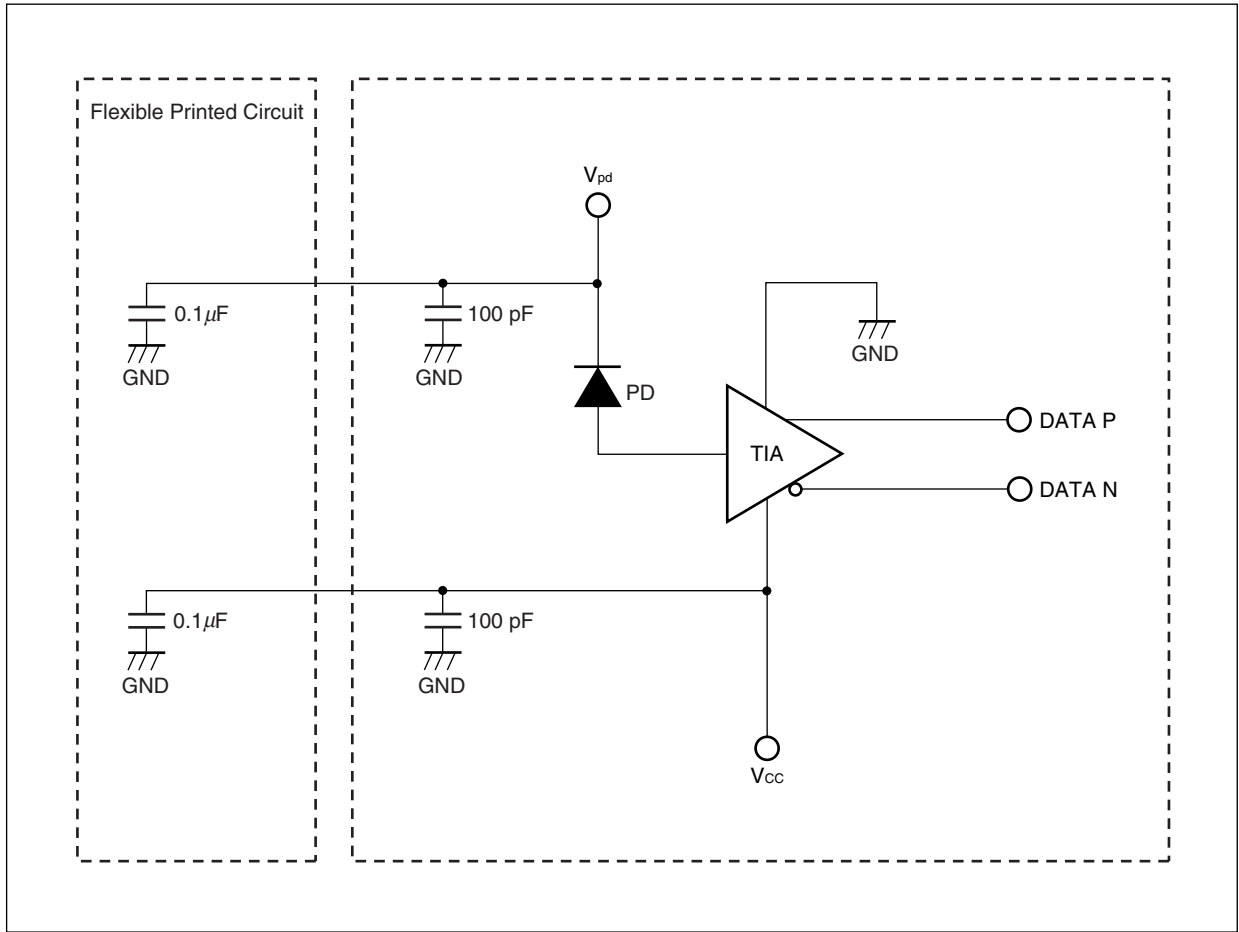 Flexible Printed Circuit
Vpd
0.1μF
GND
100 pF
GND
PD
GND
TIA
DATA P
DATA N
0.1μF
GND
100 pF
GND
VCC